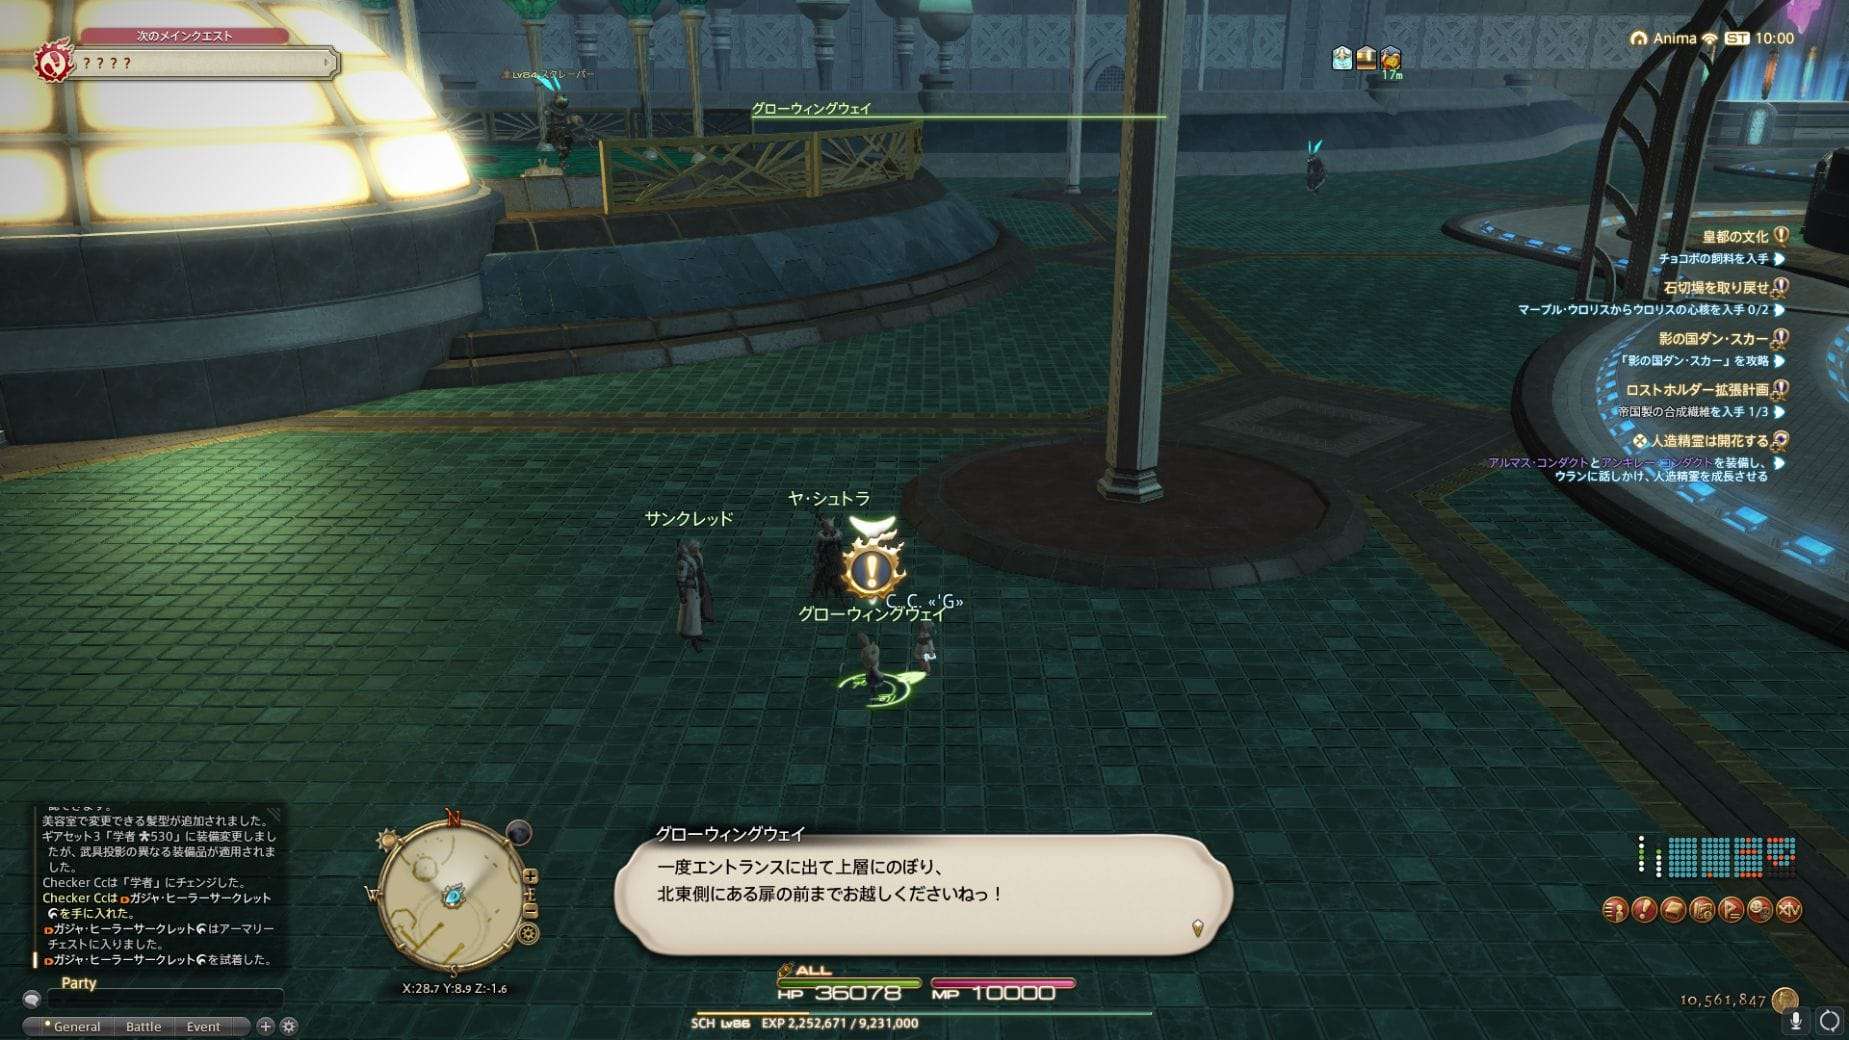 次のメインクエスト
????
Lv84 スクレーパー
グローウィングウェイ
17m
Anima ST 10:00
皇都の文化
チョコボの飼料を入手
石切場を取り戻せ
マーブル・ウロリスからウロリスの心核を入手 0/2
影の国ダン・スカー
「影の国ダン・スカー」を攻略
ロストホルダー拡張計画
帝国製の合成繊維を入手 1/3
人造精霊は開花する
アルマス・コンダクトとアンキレー・コンダクトを装備し、
ウランに話しかけ、人造精霊を成長させる
ヤ・シュトラ
サンクレッド
C. C. «'G»
グローウィングウェイ
美容室で変更できる髪型が追加されました。
ギアセット3「学者 530」に装備変更しまし
たが、武具投影の異なる装備品が適用されま
した。
Checker Ccは「学者」にチェンジした。
Checker Ccは ガジャ・ヒーラーサークレット
を手に入れた。
ガジャ・ヒーラーサークレット はアーマリー
チェストに入りました。
ガジャ・ヒーラーサークレット を試着した。
Party
General Battle Event
N
W
S
X:28.7 Y:8.9 Z:-1.6
グローウィングウェイ
一度エントランスに出て上層にのぼり、
北東側にある扉の前までお越しくださいねっ！
ALL
HP 36078 MP 10000
SCH Lv86 EXP 2,252,671 / 9,231,000
XIV
10,561,847